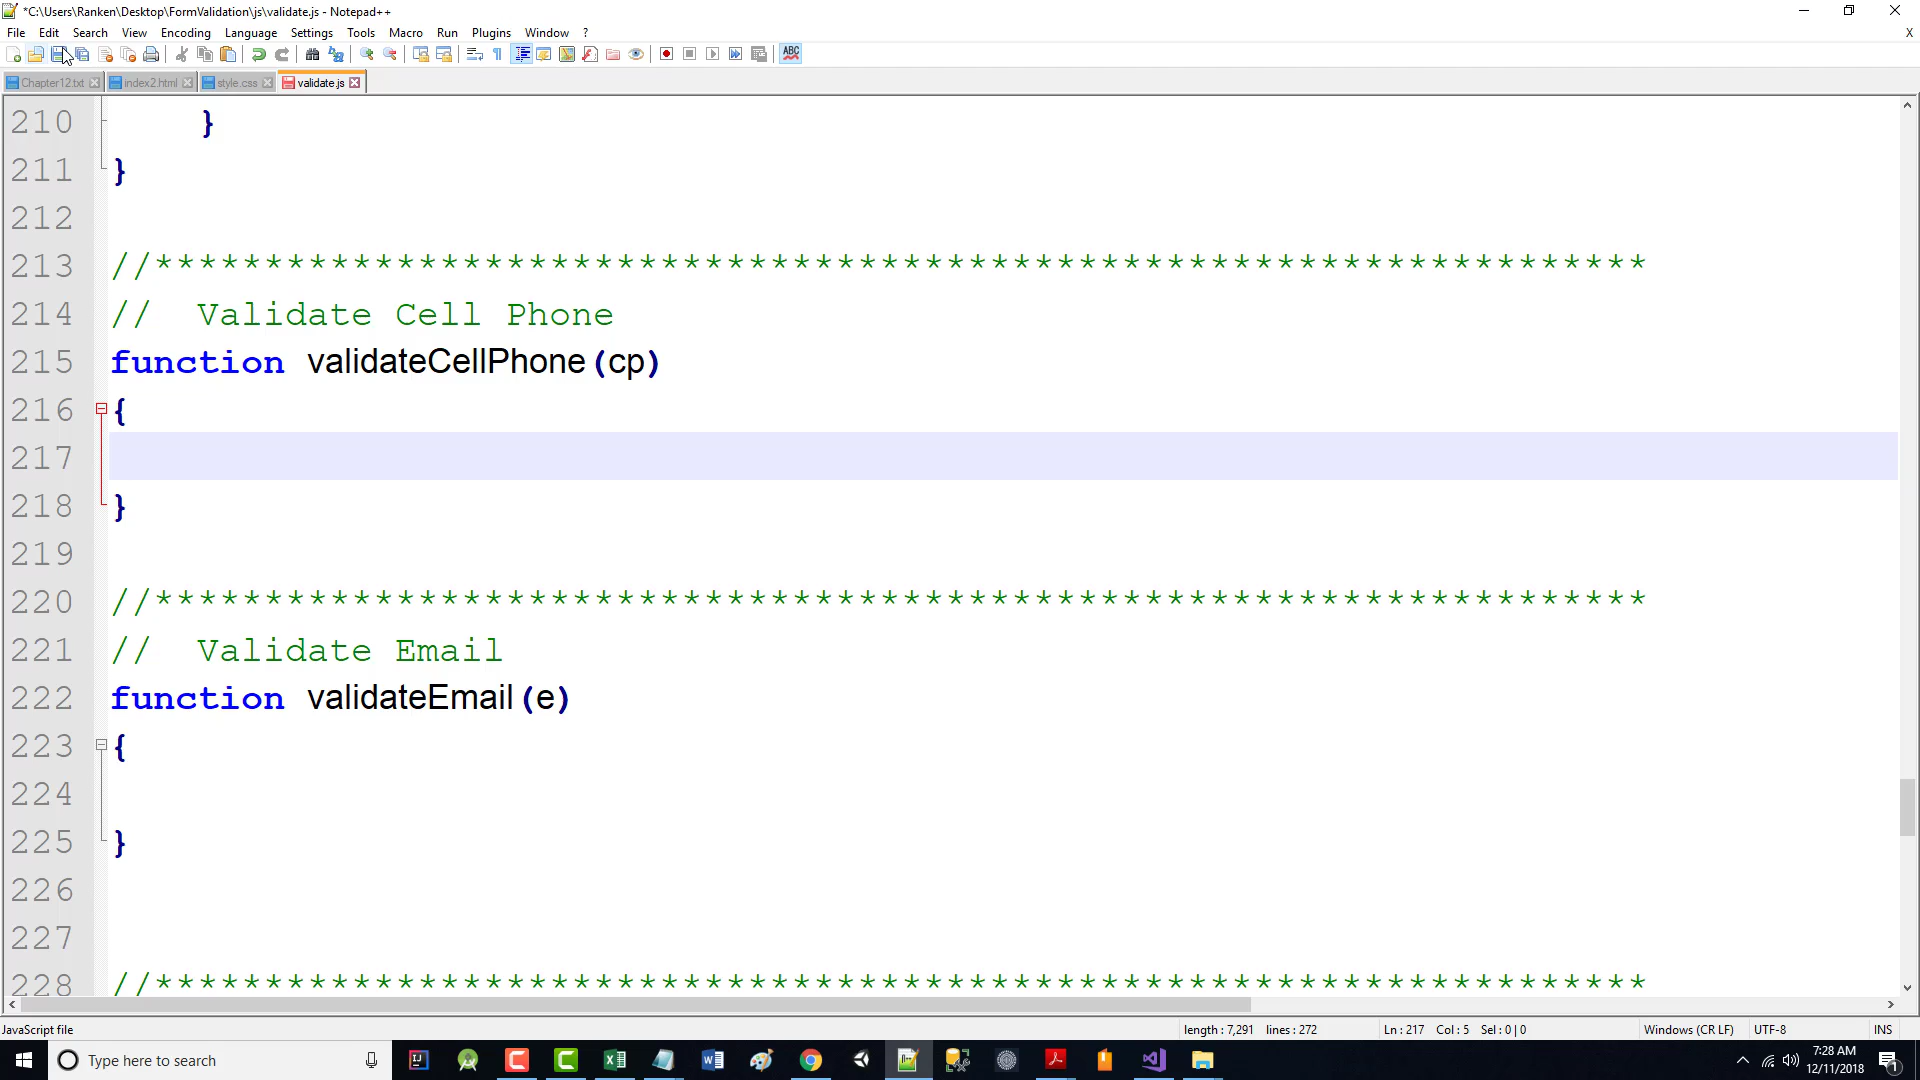 *C:\Users\Ranken\Desktop\FormValidation\js\validate.js - Notepad++
File Edit Search View Encoding Language Settings Tools Macro Run Plugins Window ? X
Chapter12.txt index2.html style.css validate.js
210 }
211 }
212
213 //********************************************************************
214 // Validate Cell Phone
215 function validateCellPhone(cp)
216 {
217
218 }
219
220 //********************************************************************
221 // Validate Email
222 function validateEmail(e)
223 {
224
225 }
226
227
228 //********************************************************************
JavaScript file length : 7,291 lines : 272 Ln : 217 Col : 5 Sel : 0 | 0 Windows (CR LF) UTF-8 INS
Type here to search
7:28 AM
12/11/2018